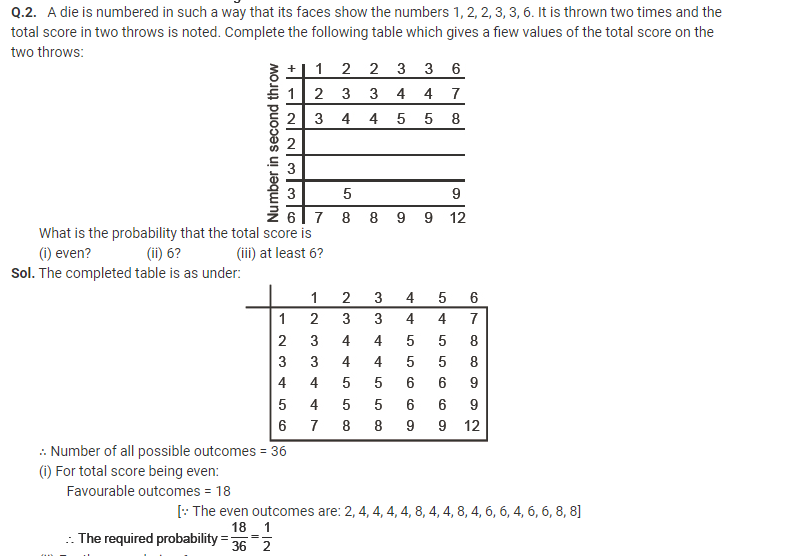 Q.2. A die is numbered in such a way that its faces show the numbers 1, 2, 2, 3, 3, 6. It is thrown two times and the
total score in two throws is noted. Complete the following table which gives a fiew values of the total score on the
two throws:
Number in second throw
+ 1 2 2 3 3 6
1 2 3 3 4 4 7
2 3 4 4 5 5 8
2
3
3 5 9
6 7 8 8 9 9 12
What is the probability that the total score is
(i) even? (ii) 6? (iii) at least 6?
Sol. The completed table is as under:
1 2 3 4 5 6
1 2 3 3 4 4 7
2 3 4 4 5 5 8
3 3 4 4 5 5 8
4 4 5 5 6 6 9
5 4 5 5 6 6 9
6 7 8 8 9 9 12
∴ Number of all possible outcomes = 36
(i) For total score being even:
Favourable outcomes = 18
[∵ The even outcomes are: 2, 4, 4, 4, 4, 8, 4, 4, 8, 4, 6, 6, 4, 6, 6, 8, 8]
∴ The required probability = 18/36 = 1/2